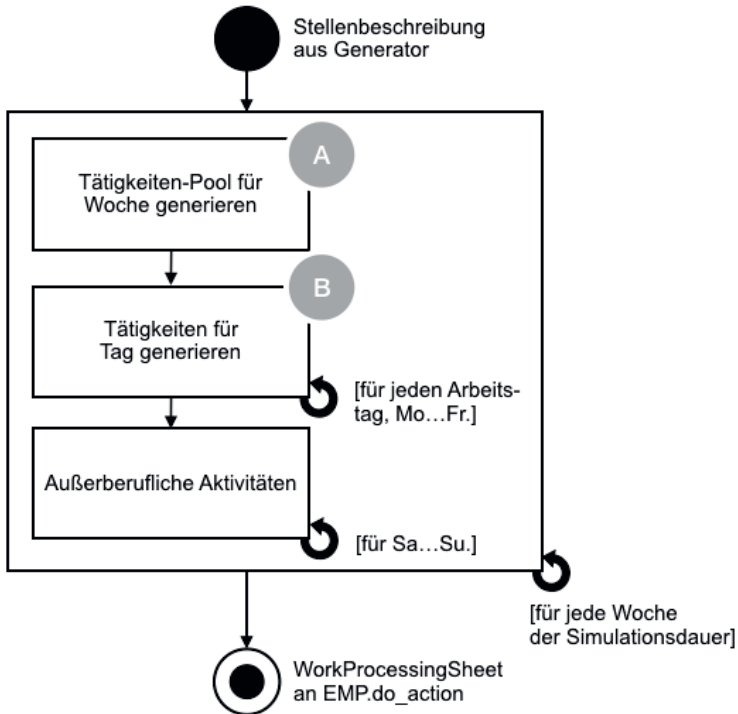 Stellenbeschreibung
aus Generator
A
Tätigkeiten-Pool für
Woche generieren
B
Tätigkeiten für
Tag generieren
[für jeden Arbeits-
tag, Mo…Fr.]
Außerberufliche Aktivitäten
[für Sa…Su.]
[für jede Woche
der Simulationsdauer]
WorkProcessingSheet
an EMP.do_action